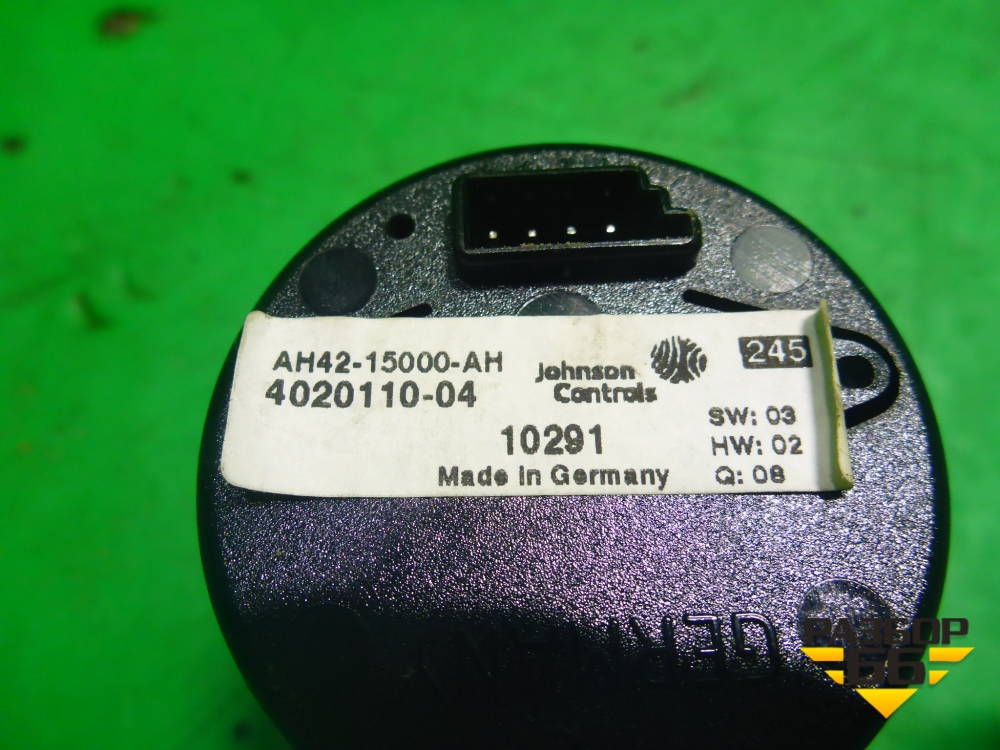 AH42-15000-AH
4020110-04
Johnson
Controls
245
10291
SW: 03
HW: 02
Q: 08
Made in Germany
GERMANY
РАЗБОР
66